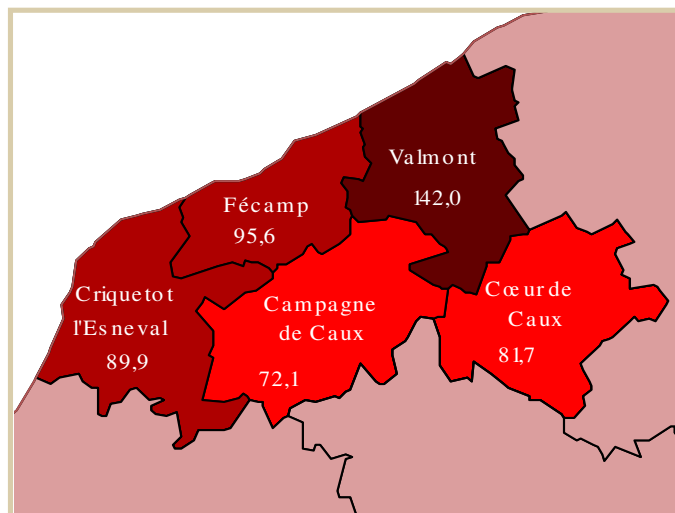 Valmont
142,0
Fécamp
95,6
Criquetot
l'Esneval
89,9
Campagne
de Caux
72,1
Cœur de
Caux
81,7